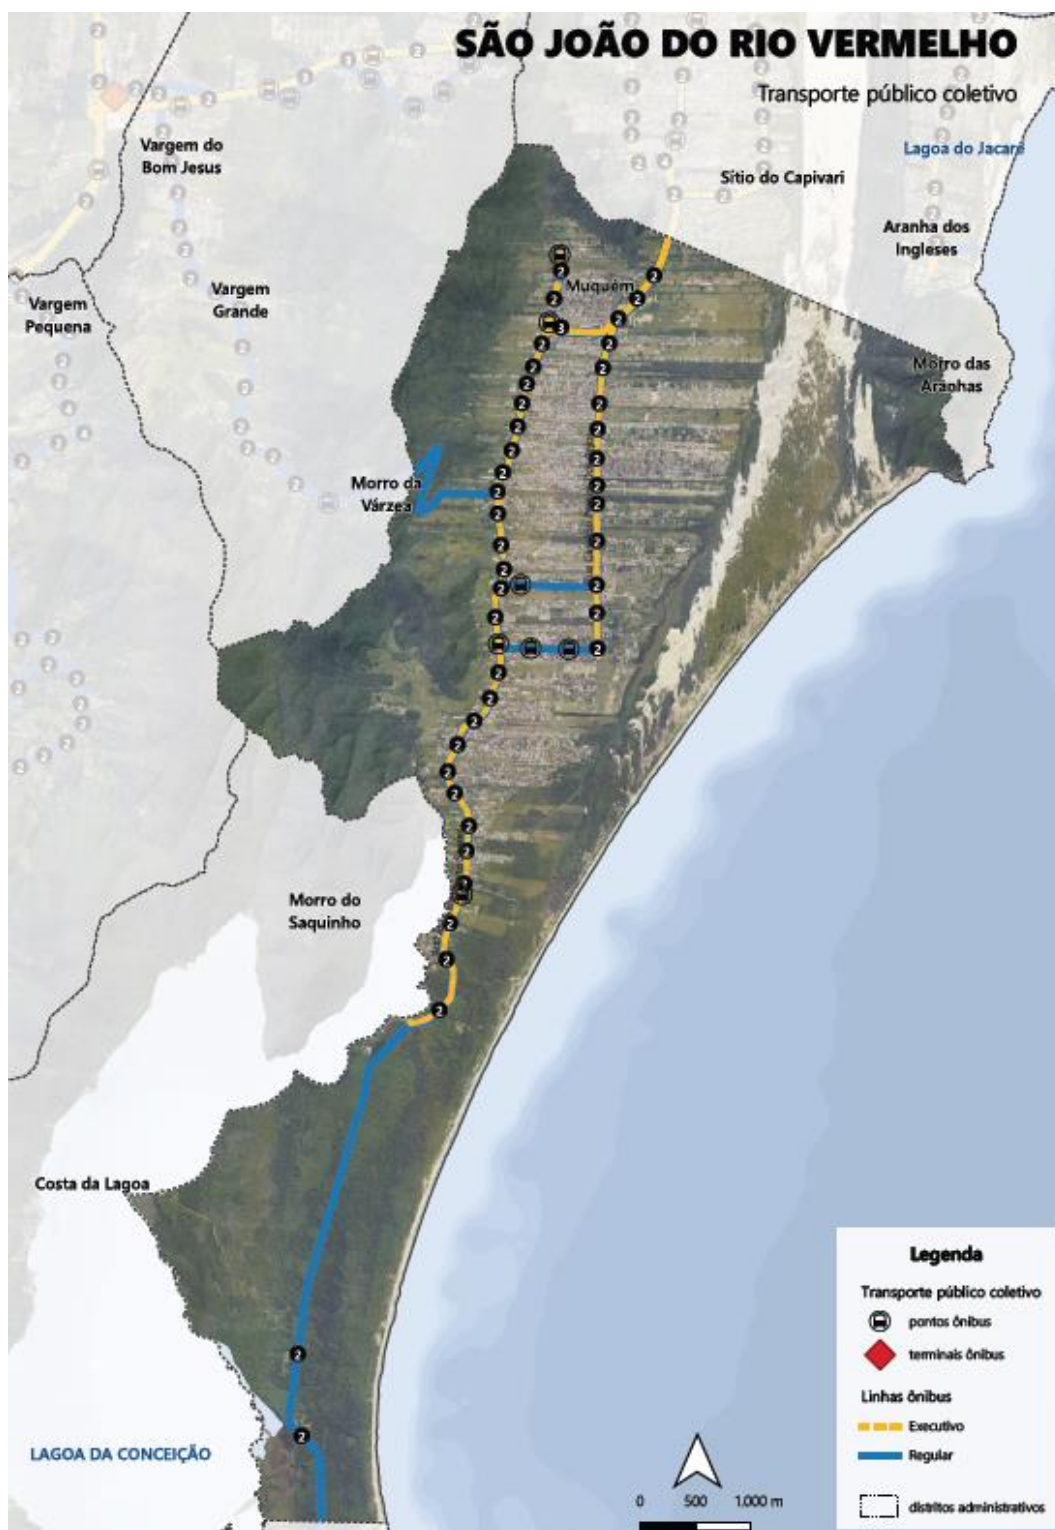 SÃO JOÃO DO RIO VERMELHO
Transporte público coletivo
Vargem do
Bom Jesus
Lagoa do Jacaré
Sítio do Capivari
Aranha dos
Ingleses
Vargem
Pequena
Vargem
Grande
Muquém
Morro das
Aranhas
Morro da
Várzea
Morro do
Saquinho
Costa da Lagoa
LAGOA DA CONCEIÇÃO
Legenda
Transporte público coletivo
pontos ônibus
terminais ônibus
Linhas ônibus
Executivo
Regular
distritos administrativos
0 500 1.000 m